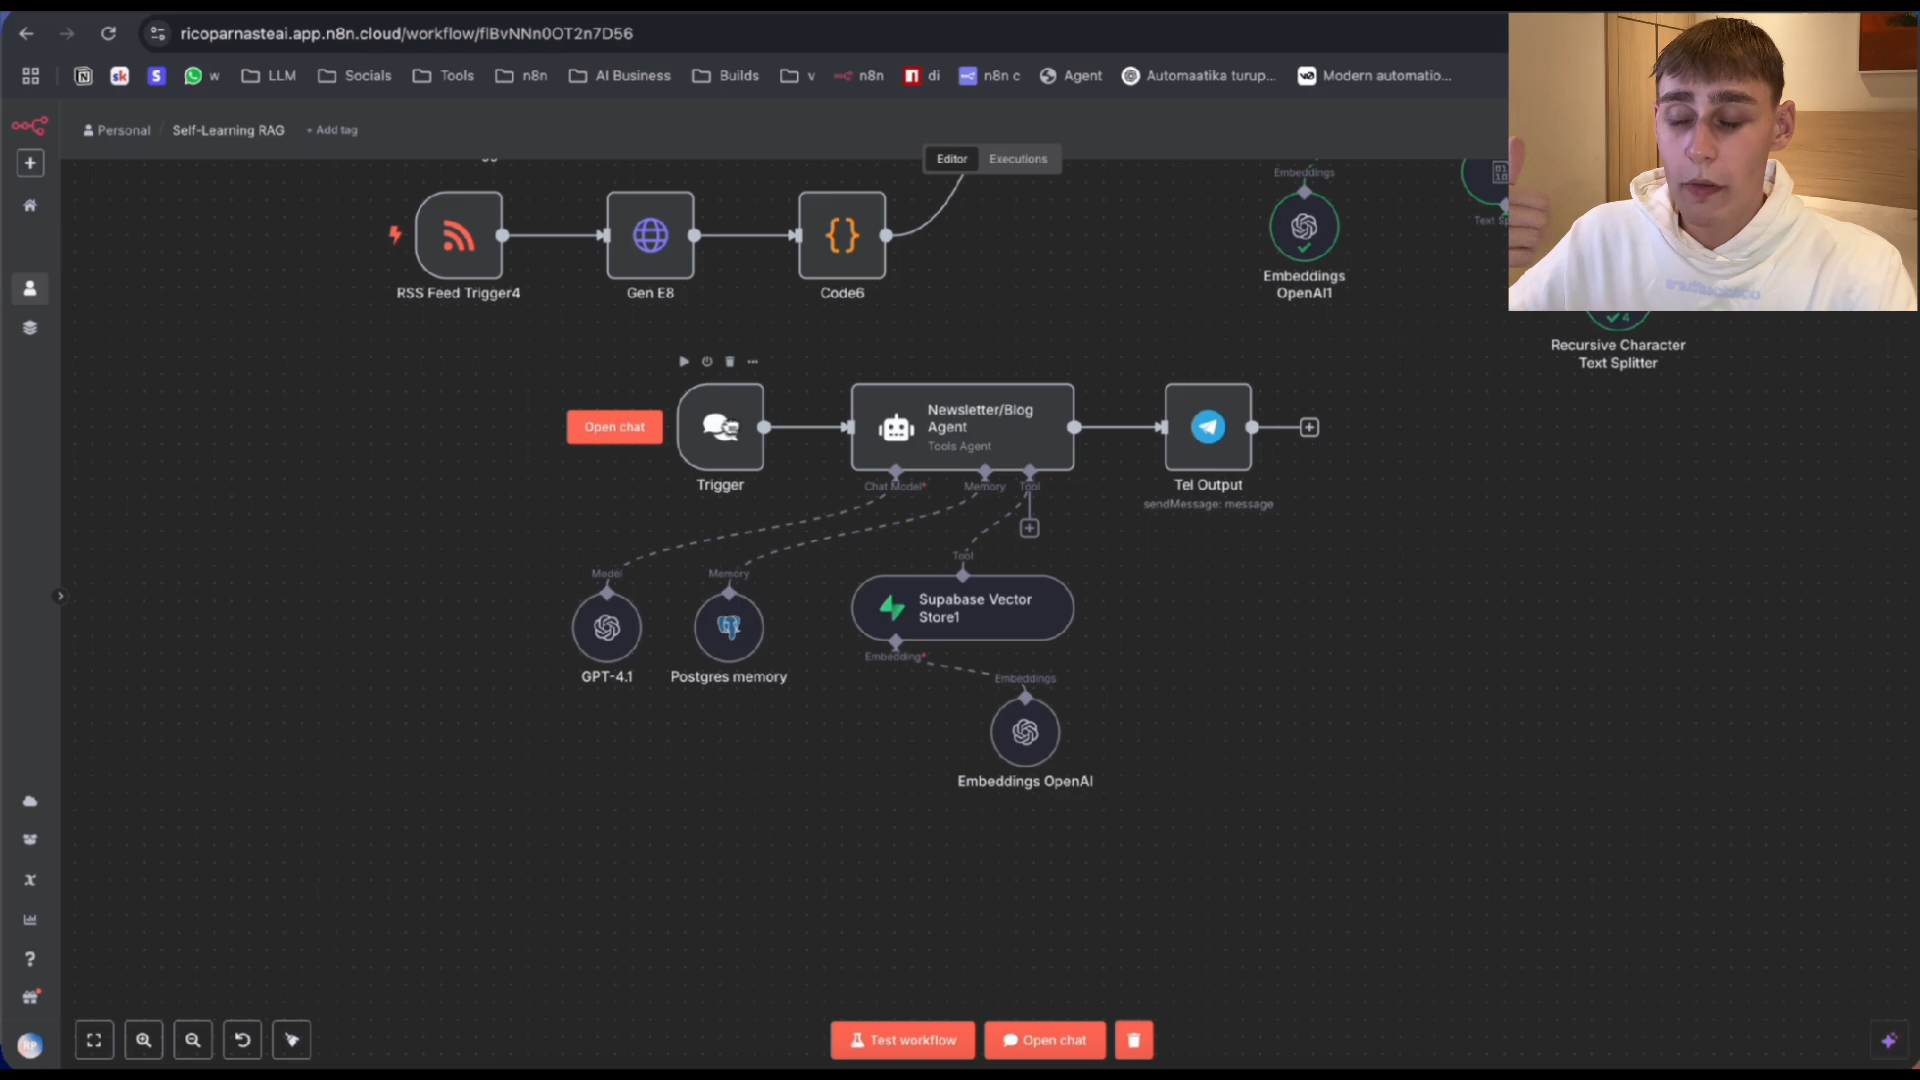 ricoparnasteai.app.n8n.cloud/workflow/flBvNNn0OT2n7D56
sk
S
w
LLM
Socials
Tools
n8n
AI Business
Builds
v
n8n
di
n8n c
Agent
Automaatika turup...
Modern automatio...
Personal / Self-Learning RAG + Add tag
Editor
Executions
RSS Feed Trigger4
Gen E8
Code6
Embeddings
Embeddings
OpenAI1
Text Sp
4
Recursive Character
Text Splitter
Open chat
Trigger
Newsletter/Blog
Agent
Tools Agent
Chat Model*
Memory
Tool
Tel Output
sendMessage: message
Model
GPT-4.1
Memory
Postgres memory
Tool
Supabase Vector
Store1
Embedding*
Embeddings
Embeddings OpenAI
RP
Test workflow
Open chat